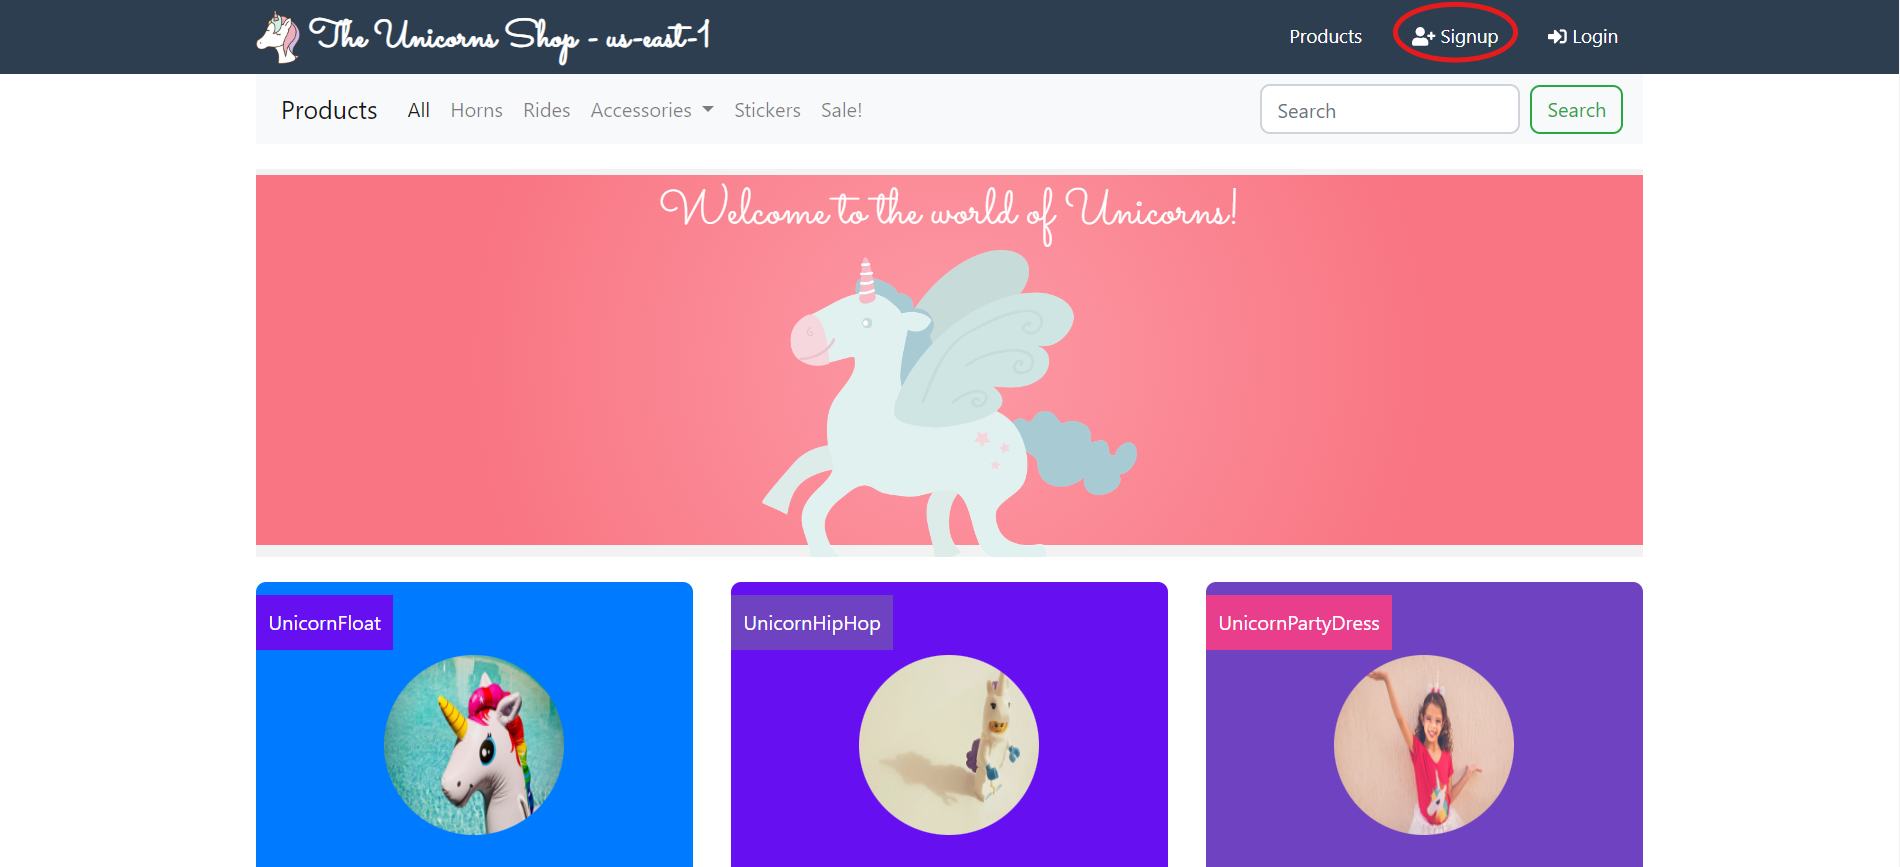 The Unicorns Shop - us-east-1
Products Signup Login
Products All Horns Rides Accessories Stickers Sale! Search Search
Welcome to the world of Unicorns!
UnicornFloat
UnicornHipHop
UnicornPartyDress